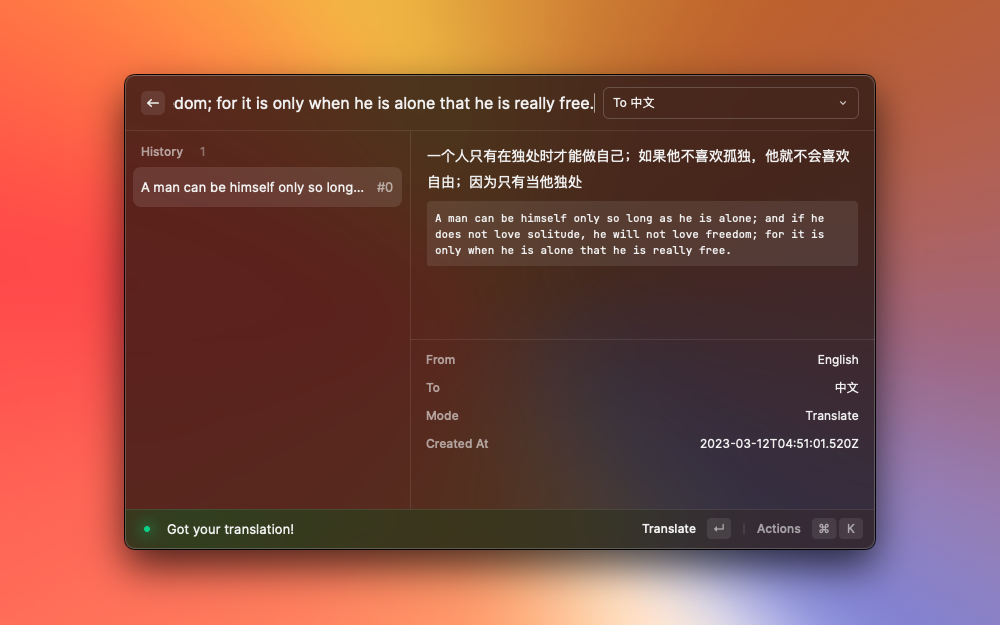 dom; for it is only when he is alone that he is really free.
To 中文
History 1
A man can be himself only so long... #0
一个人只有在独处时才能做自己；如果他不喜欢孤独，他就不会喜欢
自由；因为只有当他独处
A man can be himself only so long as he is alone; and if he
does not love solitude, he will not love freedom; for it is
only when he is alone that he is really free.
From English
To 中文
Mode Translate
Created At 2023-03-12T04:51:01.520Z
Got your translation!
Translate ↵ | Actions ⌘ K